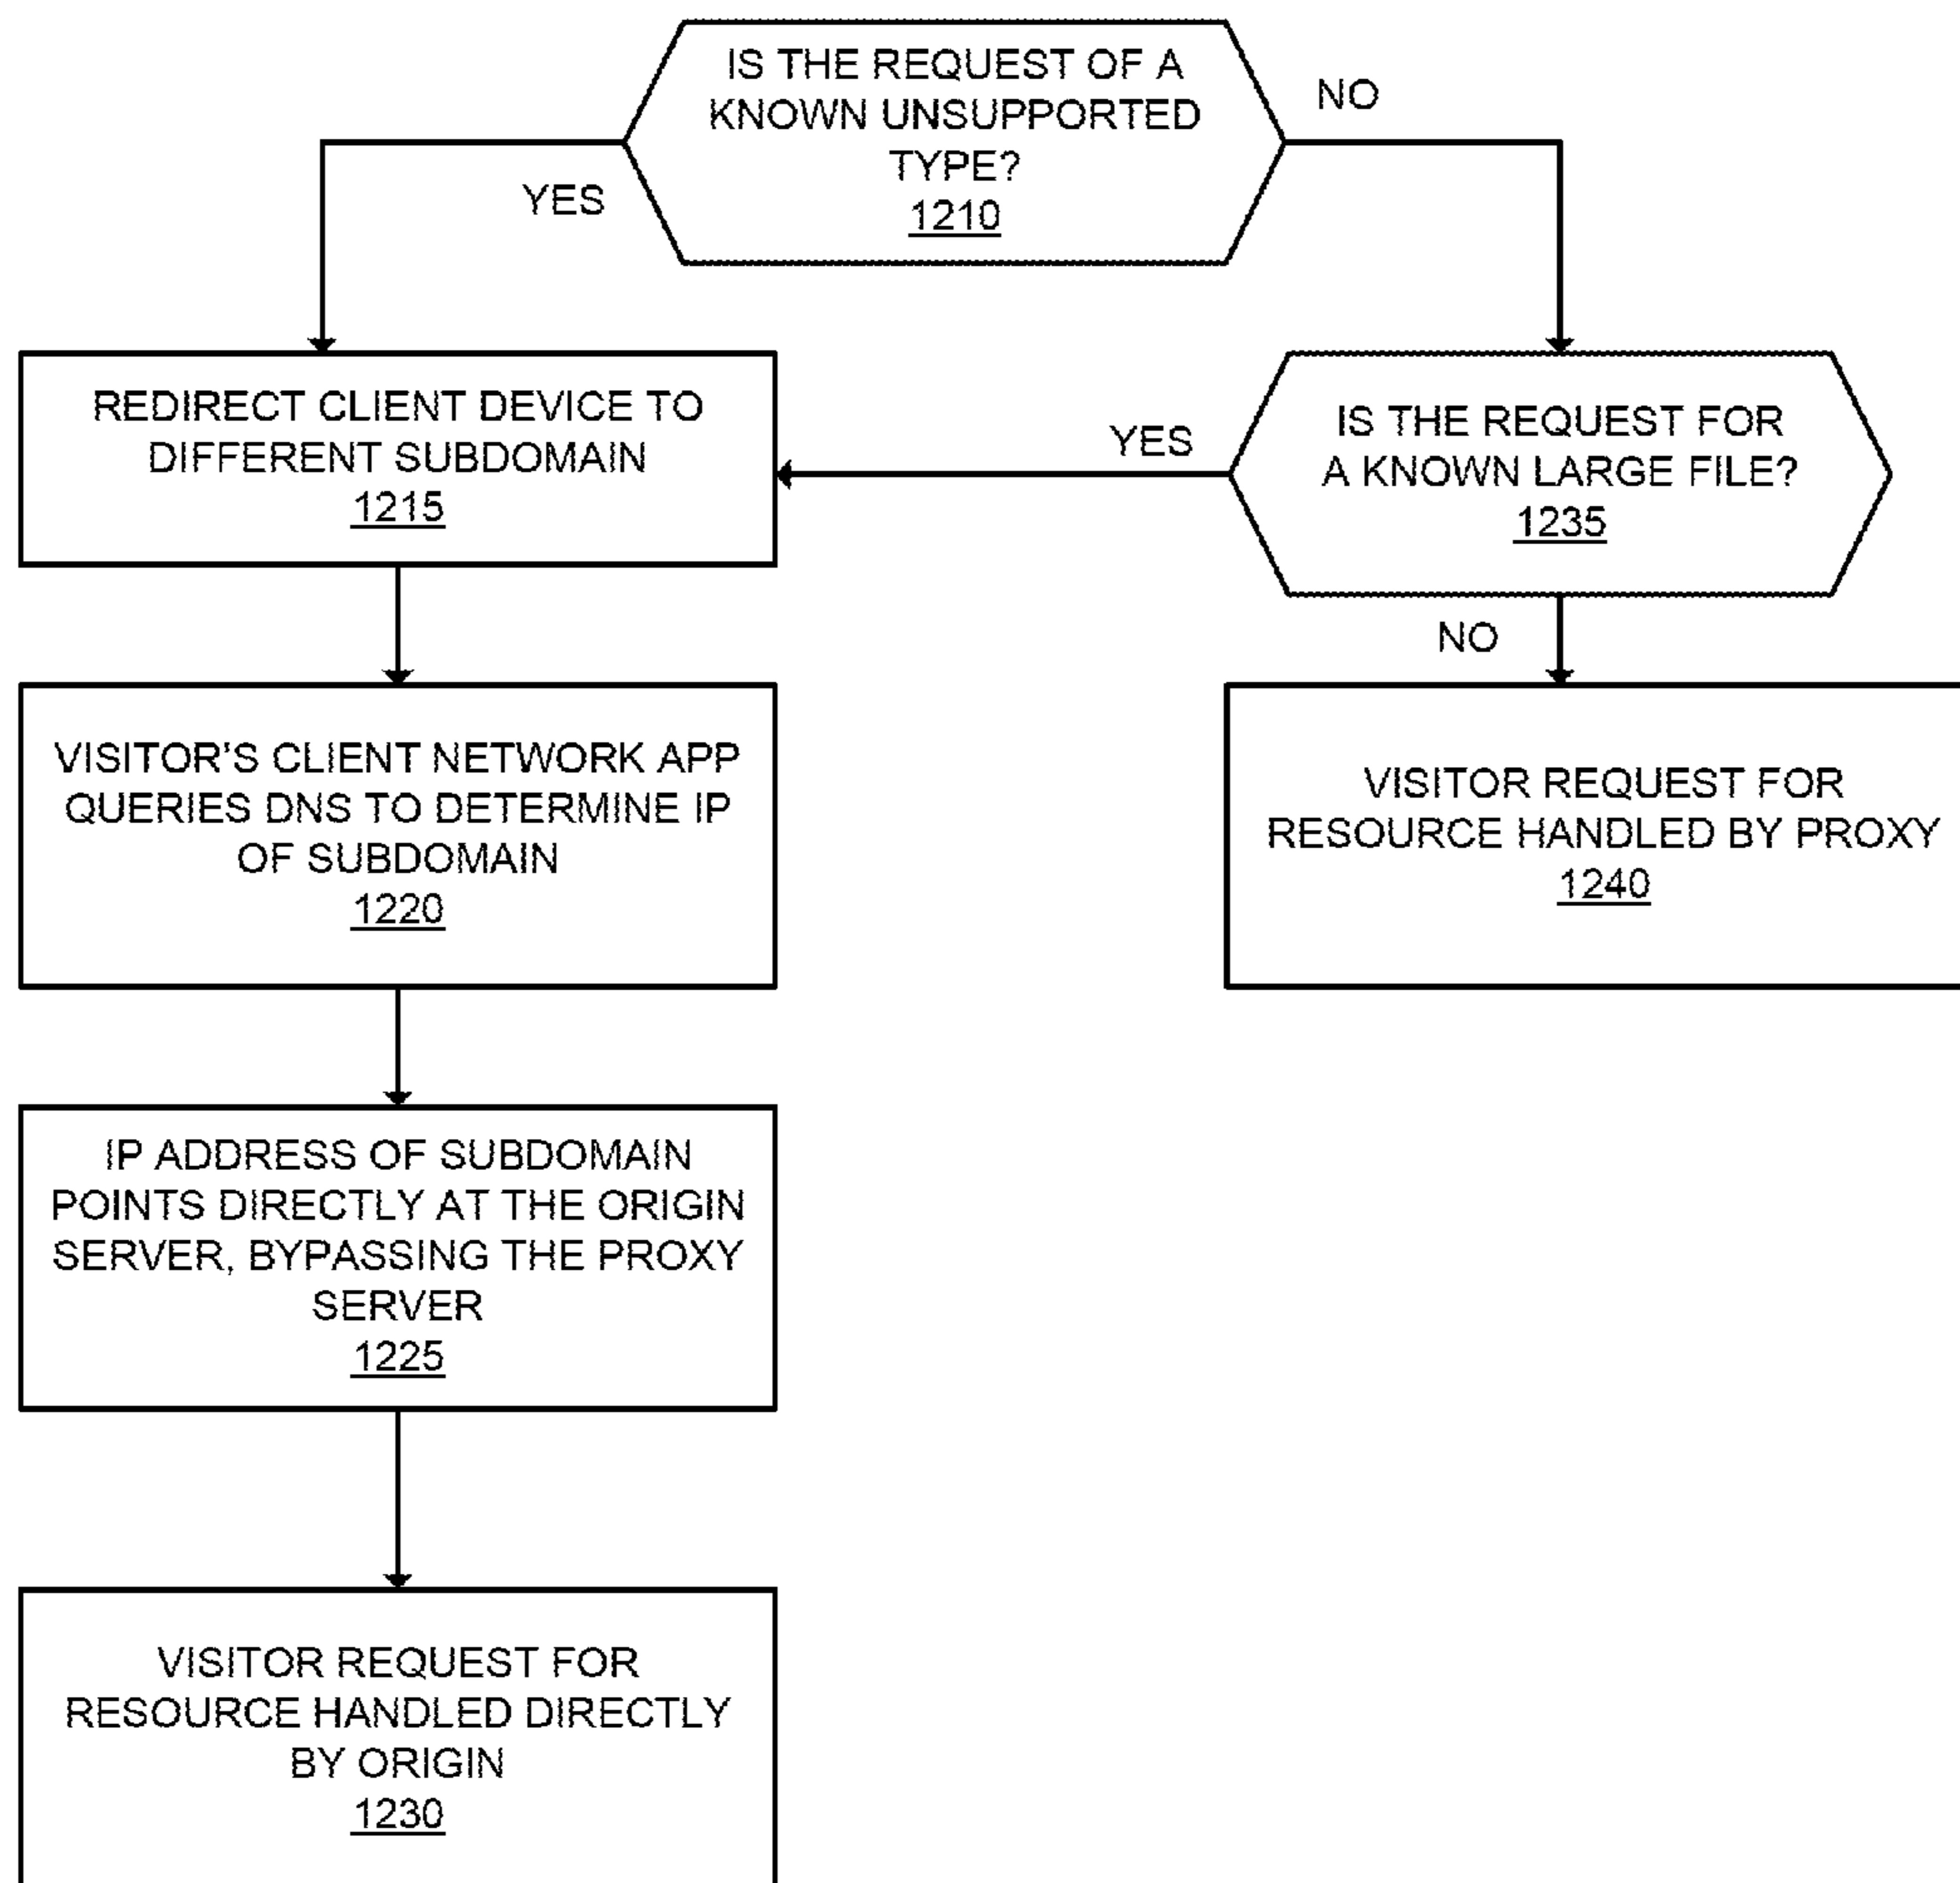 IS THE REQUEST OF A
KNOWN UNSUPPORTED
TYPE?
1210
NO
YES
REDIRECT CLIENT DEVICE TO
DIFFERENT SUBDOMAIN
1215
YES
IS THE REQUEST FOR
A KNOWN LARGE FILE?
1235
NO
VISITOR'S CLIENT NETWORK APP
QUERIES DNS TO DETERMINE IP
OF SUBDOMAIN
1220
VISITOR REQUEST FOR
RESOURCE HANDLED BY PROXY
1240
IP ADDRESS OF SUBDOMAIN
POINTS DIRECTLY AT THE ORIGIN
SERVER, BYPASSING THE PROXY
SERVER
1225
VISITOR REQUEST FOR
RESOURCE HANDLED DIRECTLY
BY ORIGIN
1230